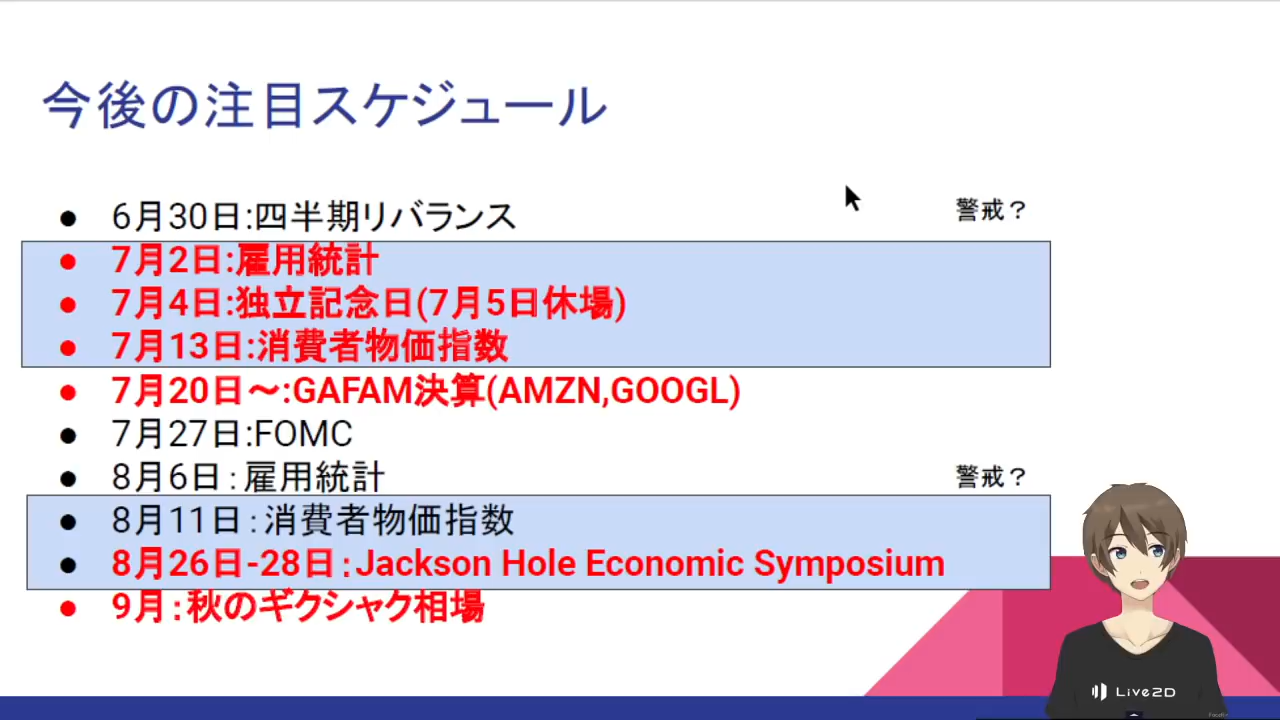 今後の注目スケジュール
6月30日:四半期リバランス
警戒？
7月2日:雇用統計
7月4日:独立記念日(7月5日休場)
7月13日:消費者物価指数
7月20日～:GAFAM決算(AMZN,GOOGL)
7月27日:FOMC
8月6日：雇用統計
警戒？
8月11日：消費者物価指数
8月26日-28日：Jackson Hole Economic Symposium
9月：秋のギクシャク相場
Live2D